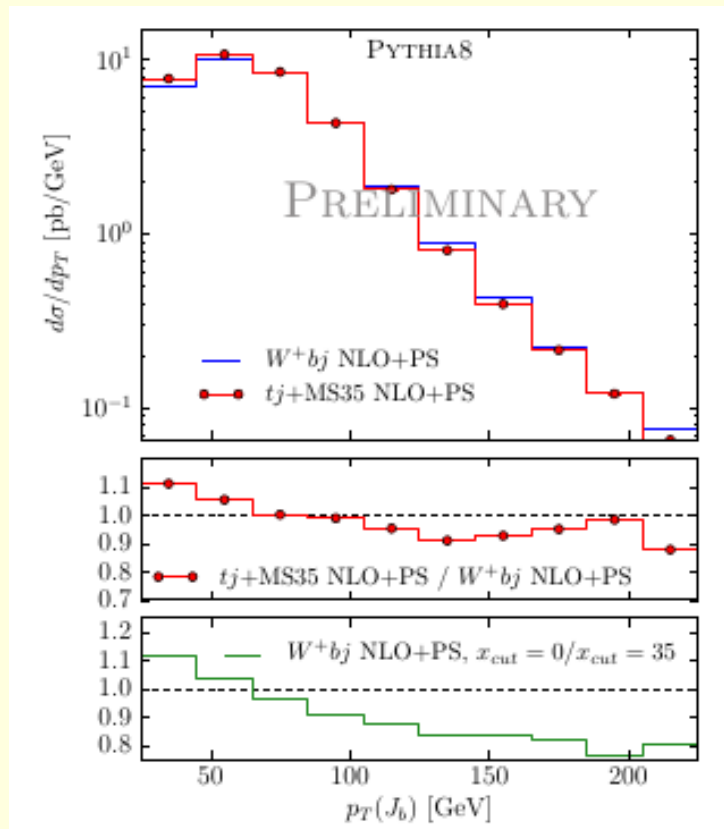 PYTHIA8
PRELIMINARY
dσ/dp_T [pb/GeV]
10^1
10^0
10^{-1}
W^+bj NLO+PS
tj+MS35 NLO+PS
1.1
1.0
0.9
0.8
0.7
tj+MS35 NLO+PS / W^+bj NLO+PS
1.2
1.1
1.0
0.9
0.8
W^+bj NLO+PS, x_cut = 0/x_cut = 35
50 100 150 200
p_T(J_b) [GeV]